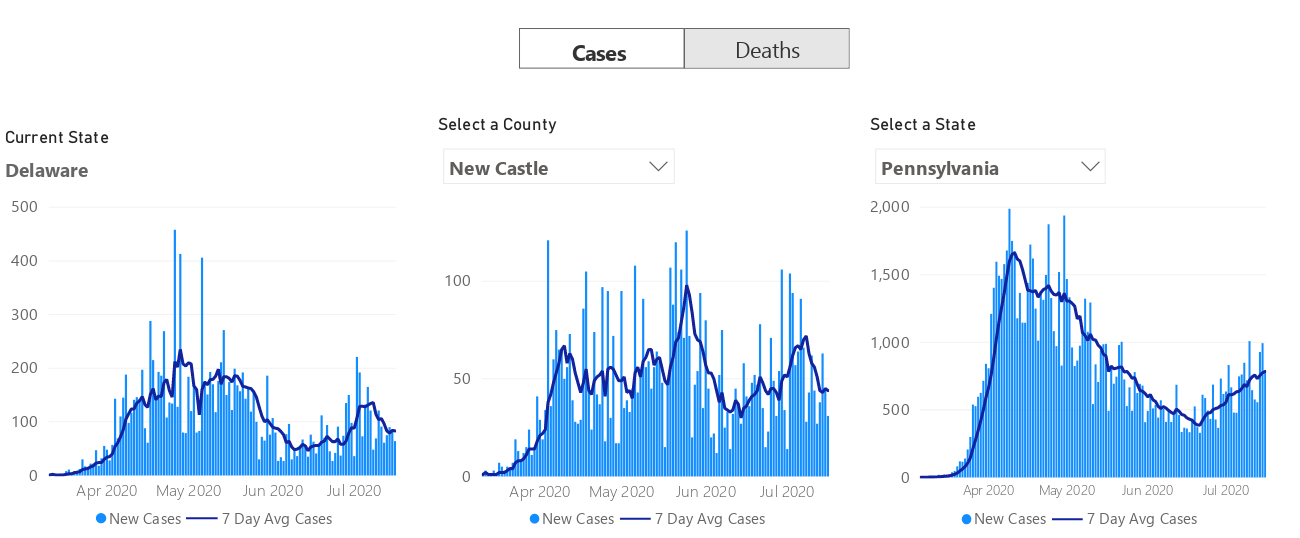 Cases Deaths
Current State
Delaware
500
400
300
200
100
0
Apr 2020 May 2020 Jun 2020 Jul 2020
New Cases 7 Day Avg Cases
Select a County
New Castle
100
50
0
Apr 2020 May 2020 Jun 2020 Jul 2020
New Cases 7 Day Avg Cases
Select a State
Pennsylvania
2,000
1,500
1,000
500
0
Apr 2020 May 2020 Jun 2020 Jul 2020
New Cases 7 Day Avg Cases